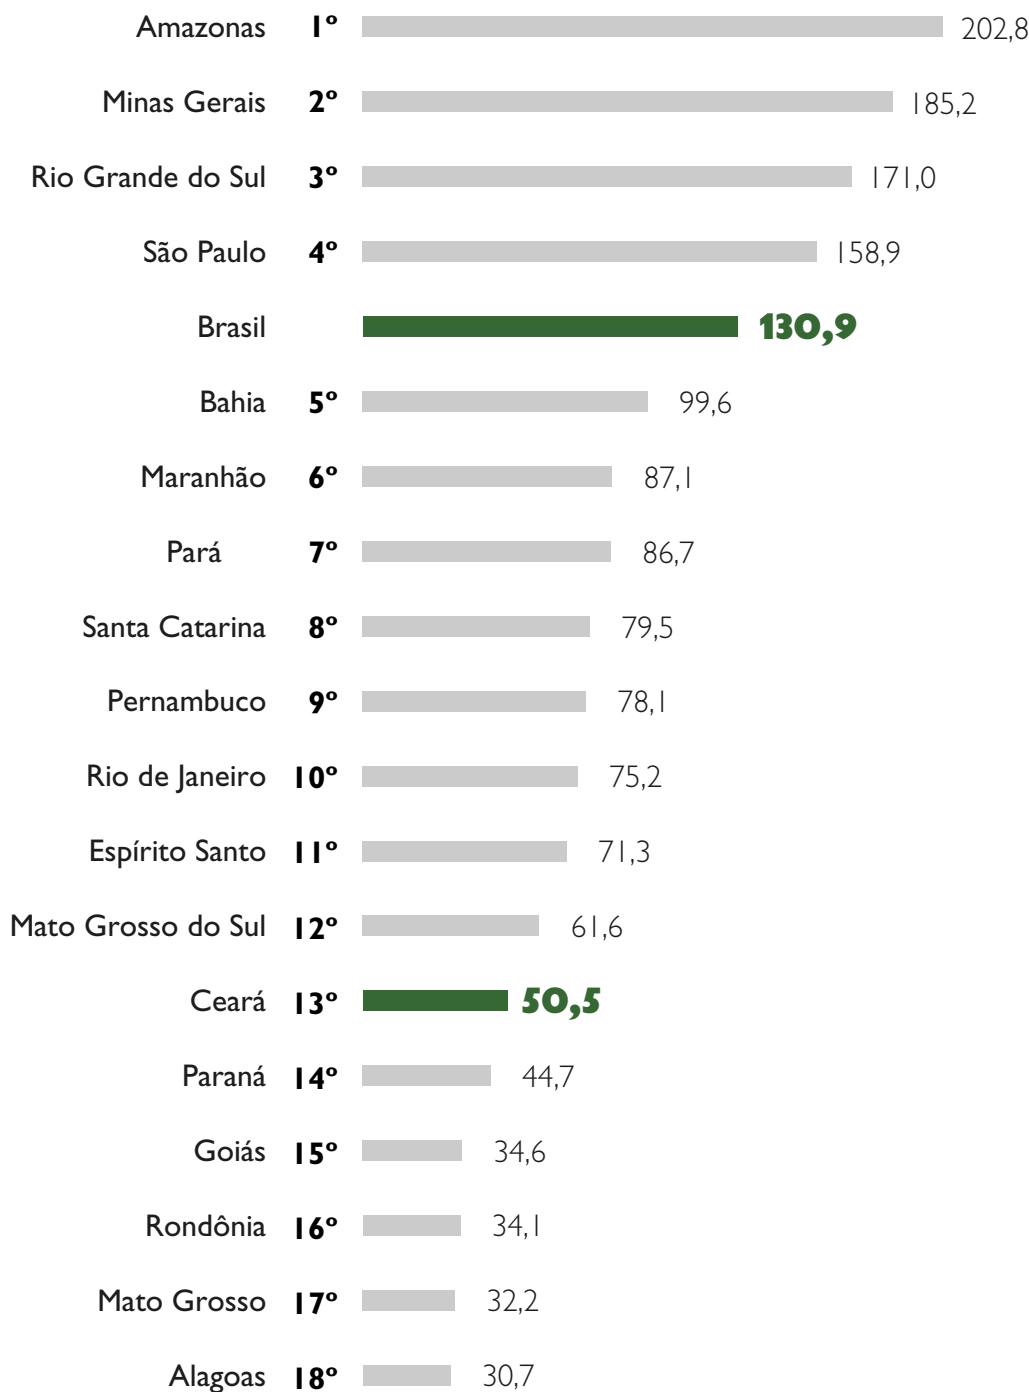 Amazonas 1º 202,8
Minas Gerais 2º 185,2
Rio Grande do Sul 3º 171,0
São Paulo 4º 158,9
Brasil 130,9
Bahia 5º 99,6
Maranhão 6º 87,1
Pará 7º 86,7
Santa Catarina 8º 79,5
Pernambuco 9º 78,1
Rio de Janeiro 10º 75,2
Espírito Santo 11º 71,3
Mato Grosso do Sul 12º 61,6
Ceará 13º 50,5
Paraná 14º 44,7
Goiás 15º 34,6
Rondônia 16º 34,1
Mato Grosso 17º 32,2
Alagoas 18º 30,7